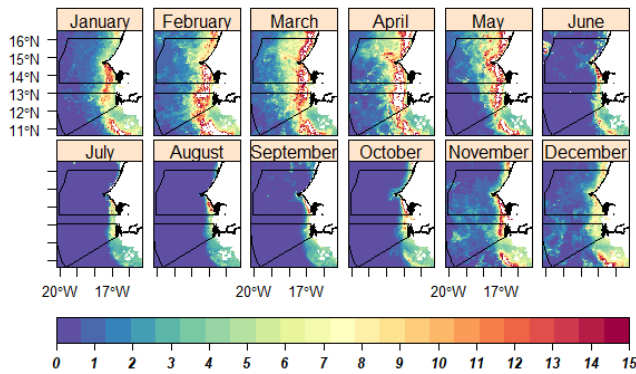 January February March April May June
16°N
15°N
14°N
13°N
12°N
11°N
July August September October November December
20°W 17°W 20°W 17°W 20°W 17°W
0 1 2 3 4 5 6 7 8 9 10 11 12 13 14 15